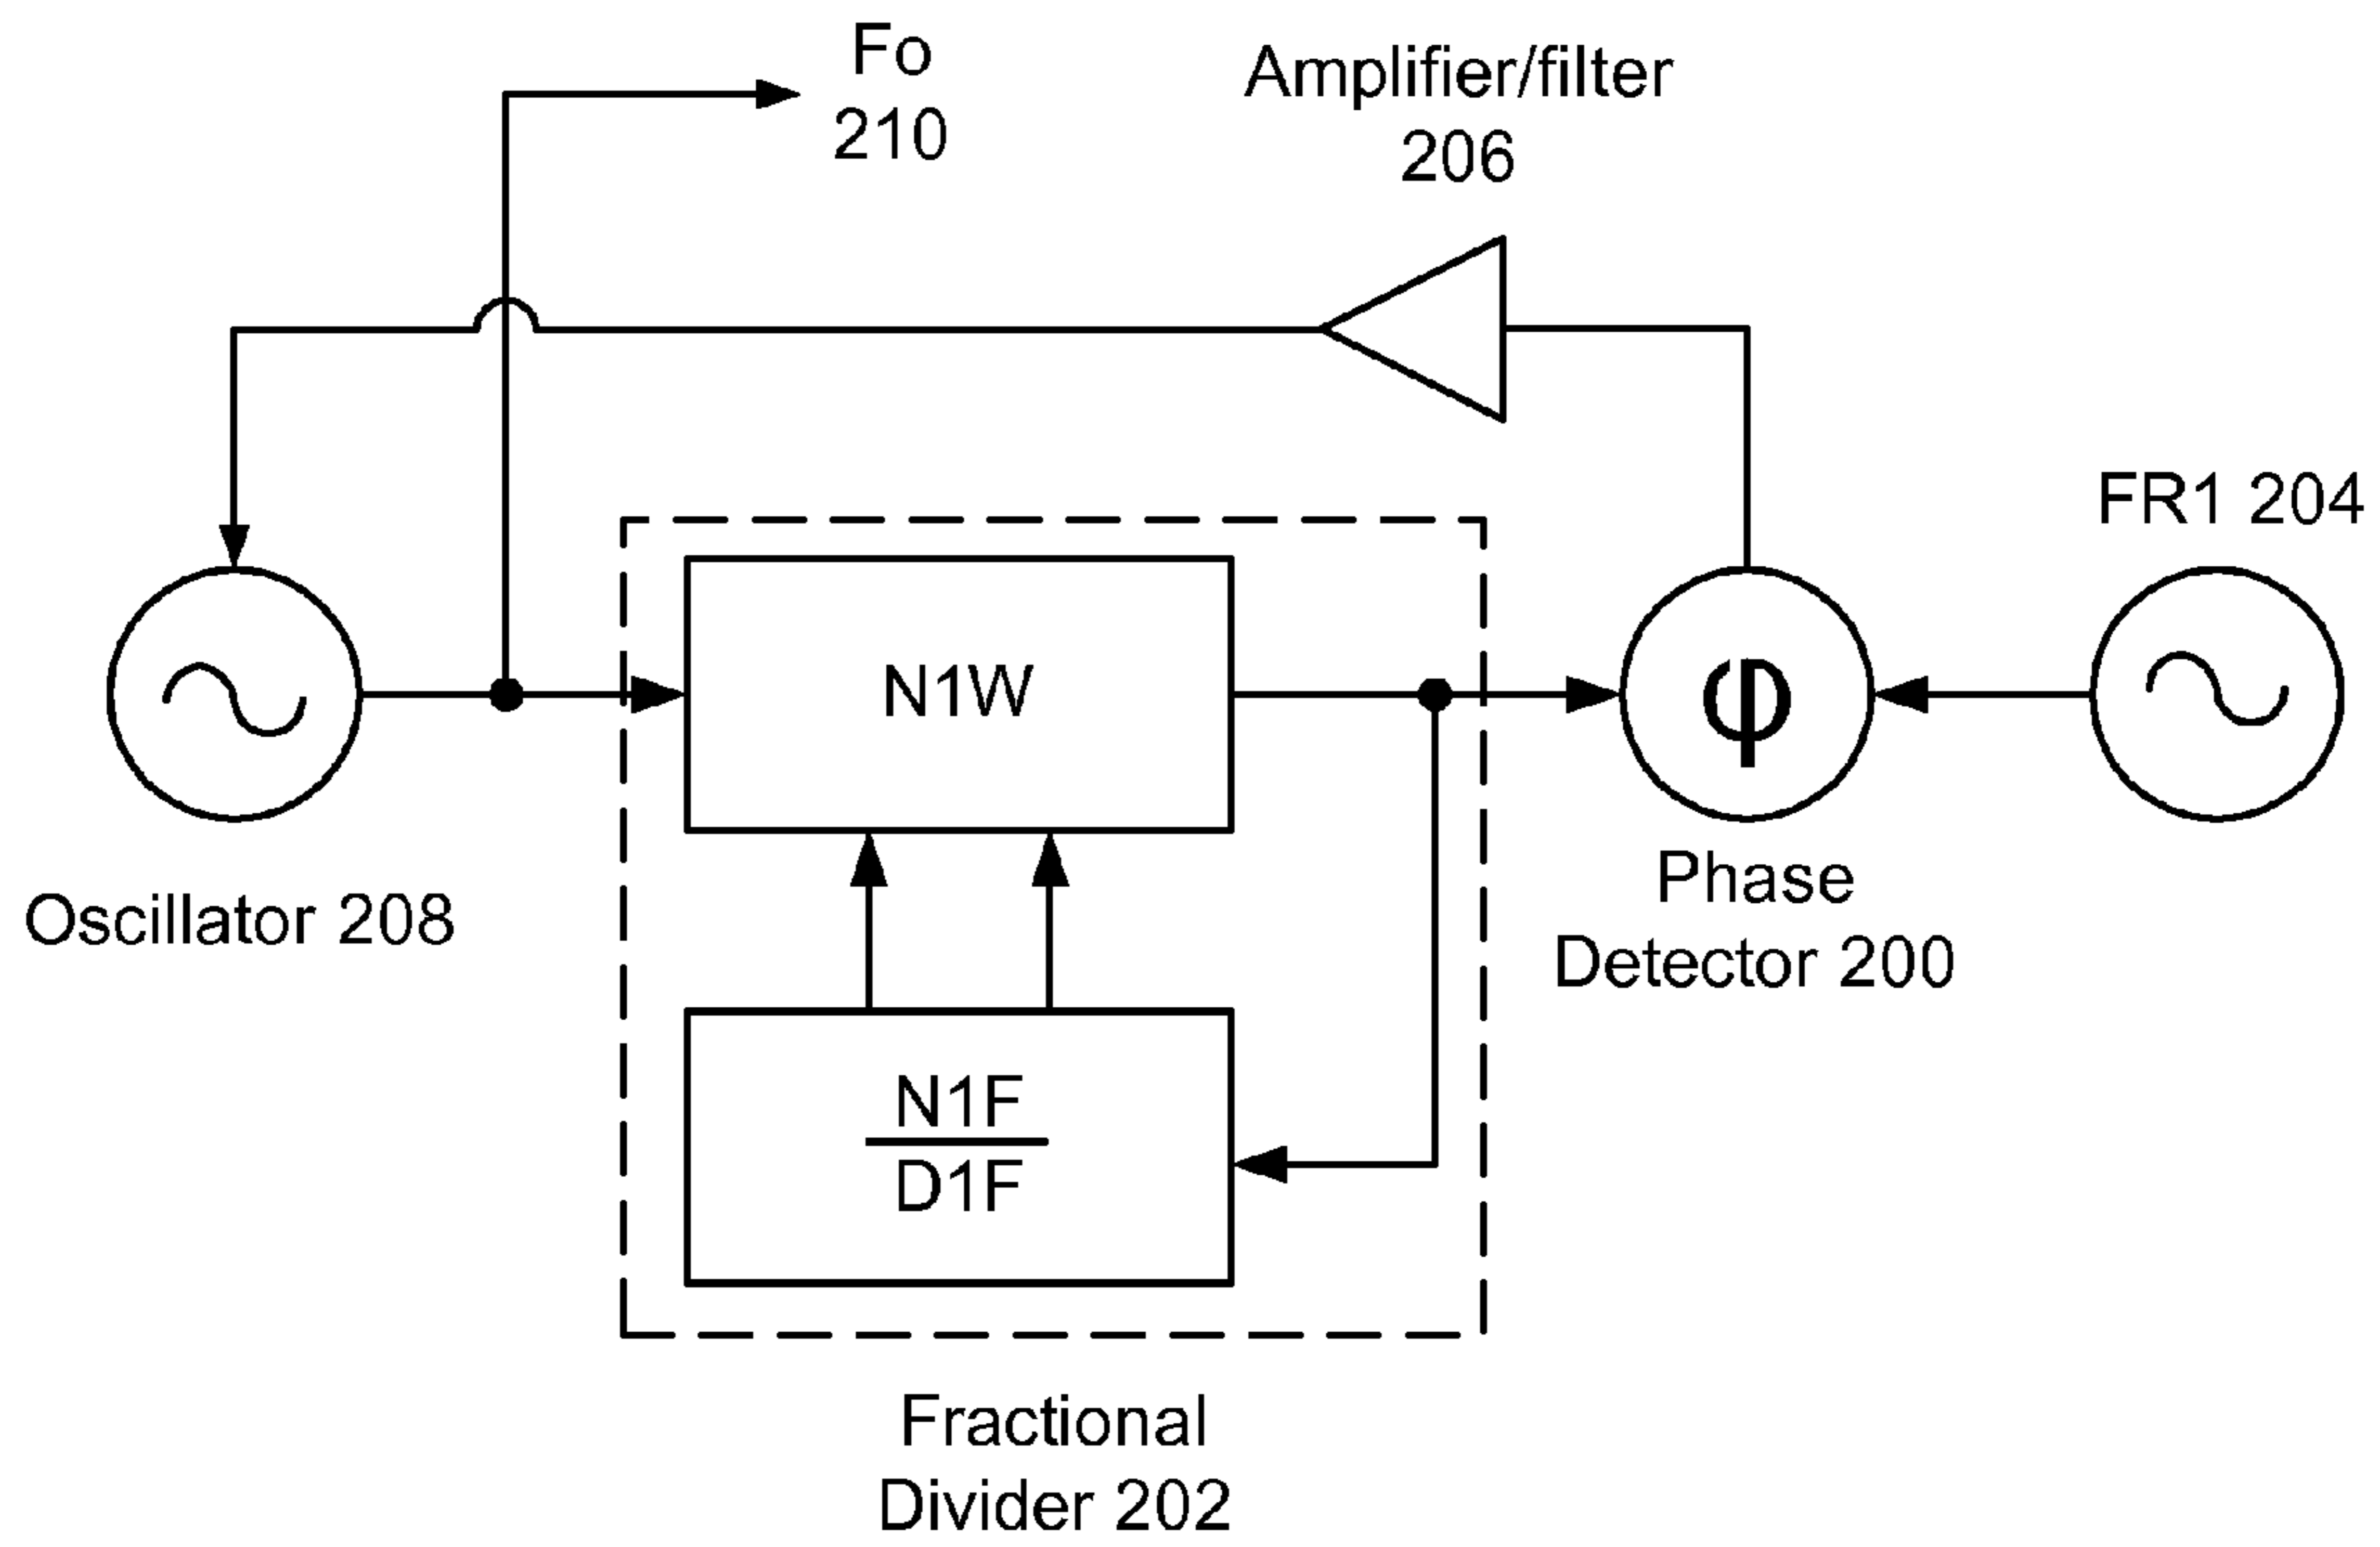 Fo
210
Amplifier/filter
206
FR1 204
N1W
φ
Oscillator 208
Phase
Detector 200
N1F
D1F
Fractional
Divider 202